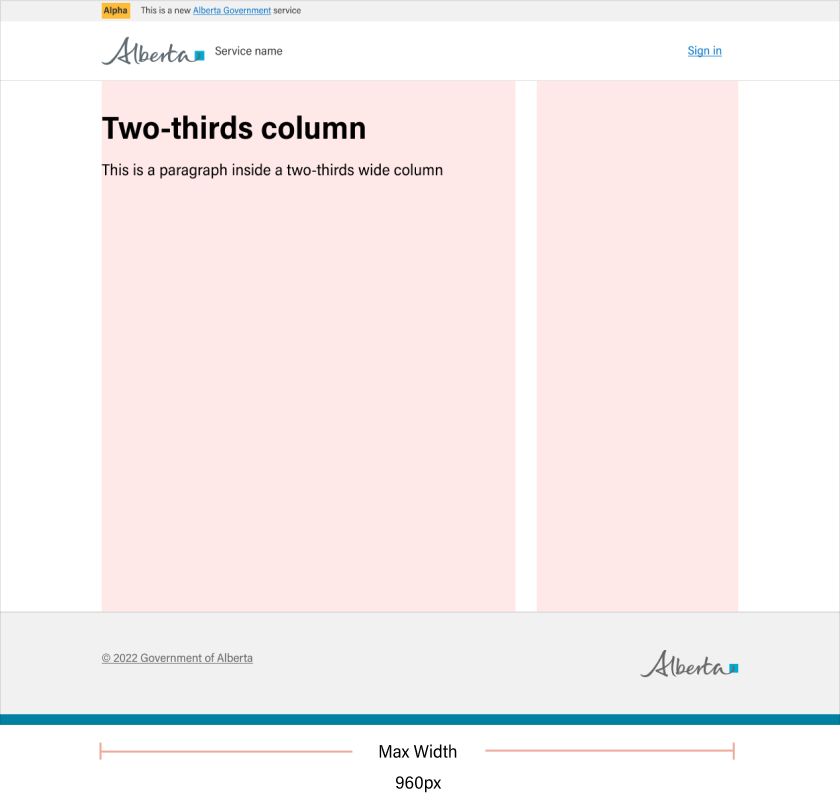 Alpha This is a new Alberta Government service
Alberta Service name Sign in
Two-thirds column
This is a paragraph inside a two-thirds wide column
© 2022 Government of Alberta Alberta
Max Width
960px